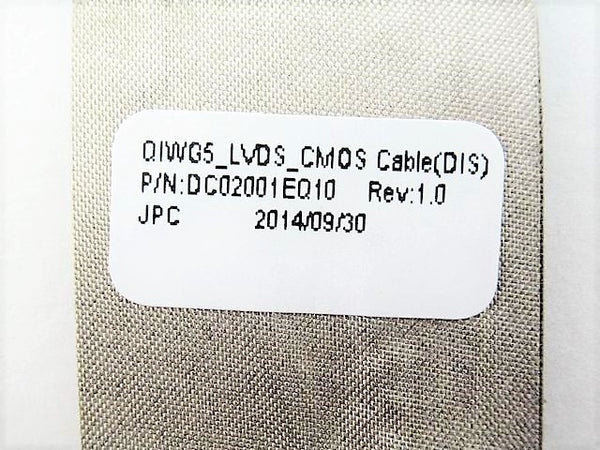 QIWG5_LVDS_CMOS Cable(DIS)
P/N:DC02001EQ10 Rev:1.0
JPC 2014/09/30